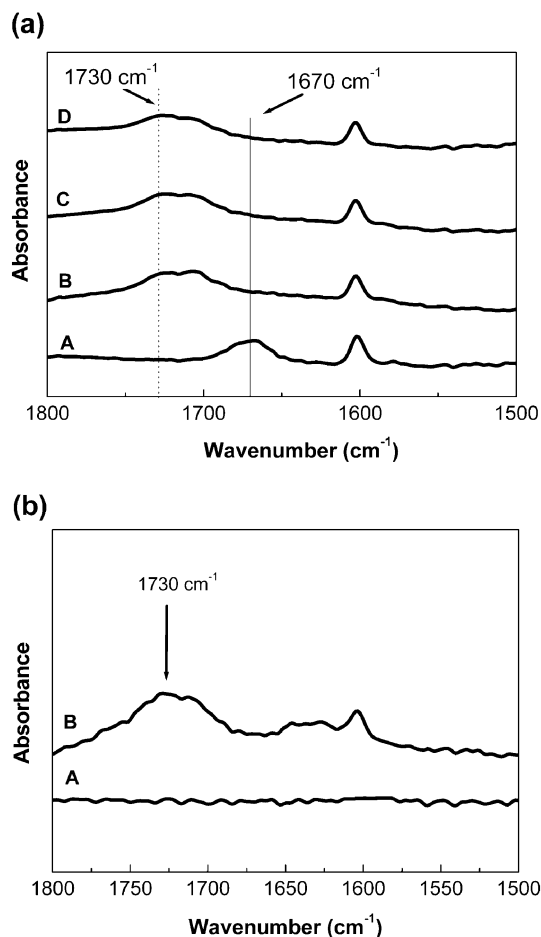 (a)
1730 cm⁻¹
1670 cm⁻¹
D
C
B
A
Absorbance
1800 1700 1600 1500
Wavenumber (cm⁻¹)
(b)
1730 cm⁻¹
B
A
Absorbance
1800 1750 1700 1650 1600 1550 1500
Wavenumber (cm⁻¹)